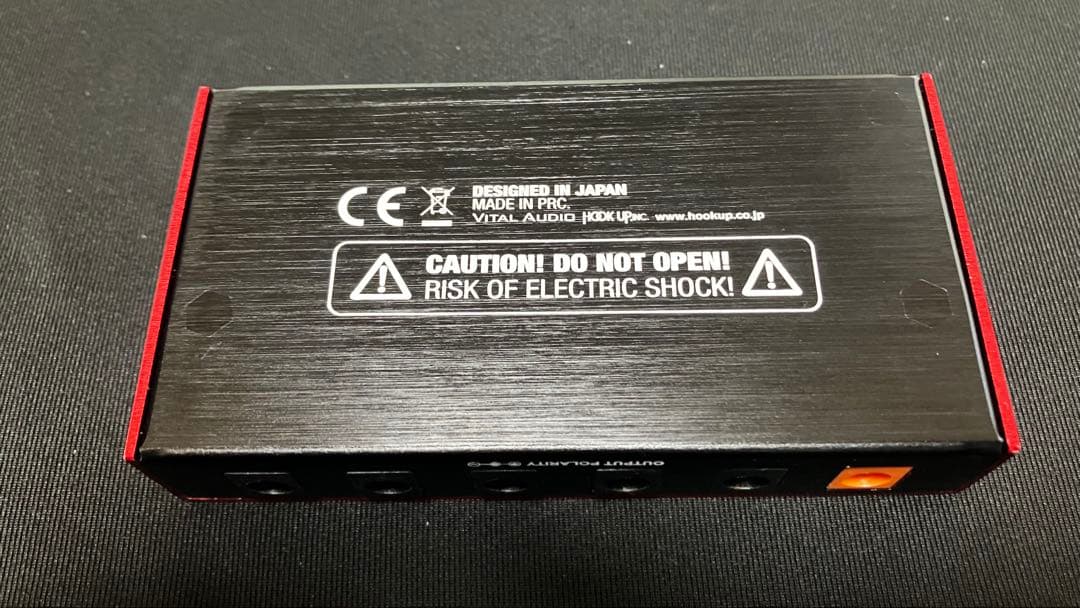 CE DESIGNED IN JAPAN
MADE IN PRC.
VITAL AUDIO HOOK UP,INC. www.hookup.co.jp
CAUTION! DO NOT OPEN!
RISK OF ELECTRIC SHOCK!
OUTPUT POLARITY